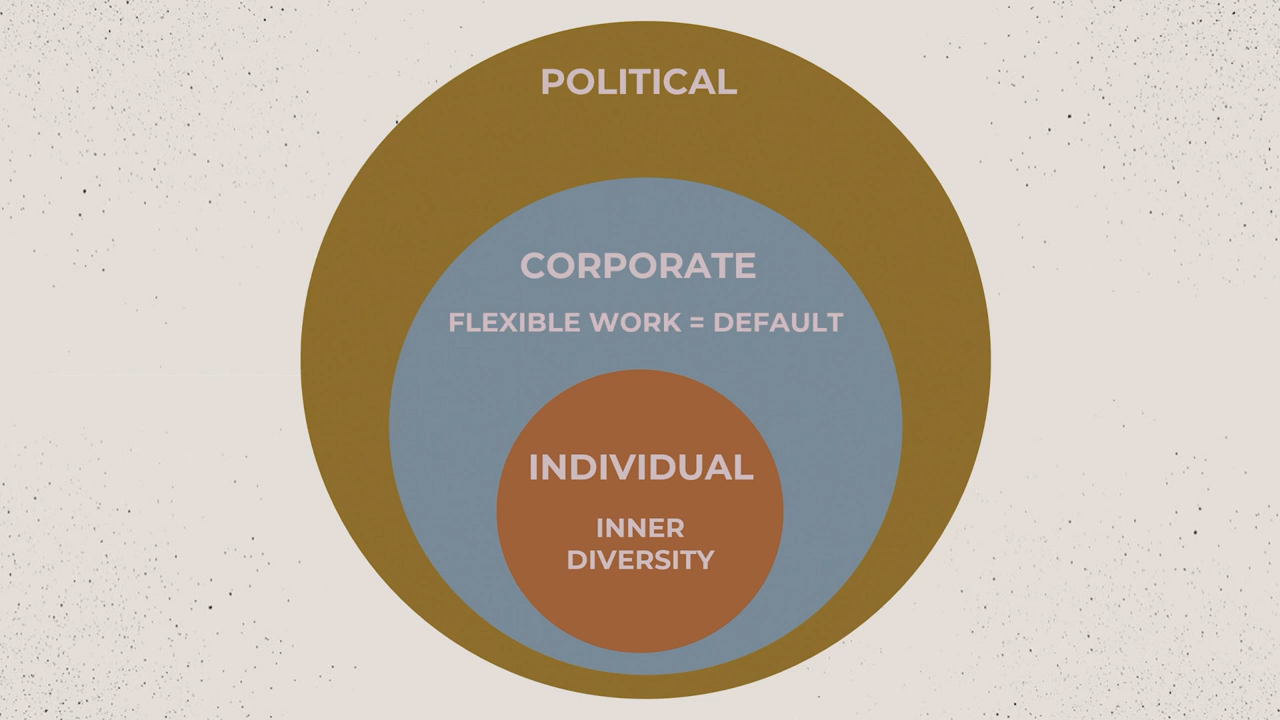 POLITICAL
CORPORATE
FLEXIBLE WORK = DEFAULT
INDIVIDUAL
INNER
DIVERSITY